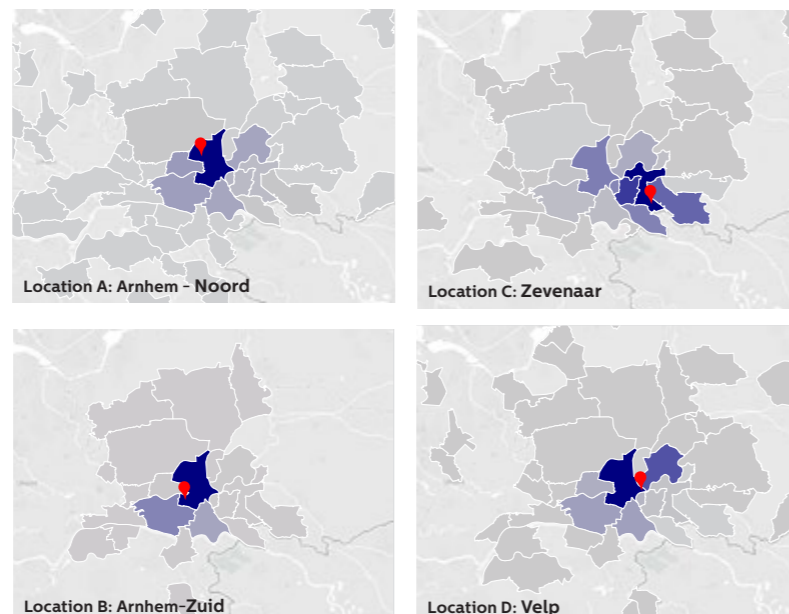 Location A: Arnhem - Noord
Location C: Zevenaar
Location B: Arnhem-Zuid
Location D: Velp